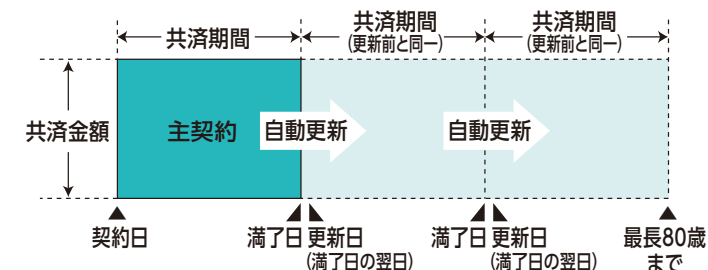 共済期間
共済期間
(更新前と同一)
共済期間
(更新前と同一)
共済金額
主契約
自動更新
自動更新
契約日
満了日
更新日
(満了日の翌日)
満了日
更新日
(満了日の翌日)
最長80歳
まで